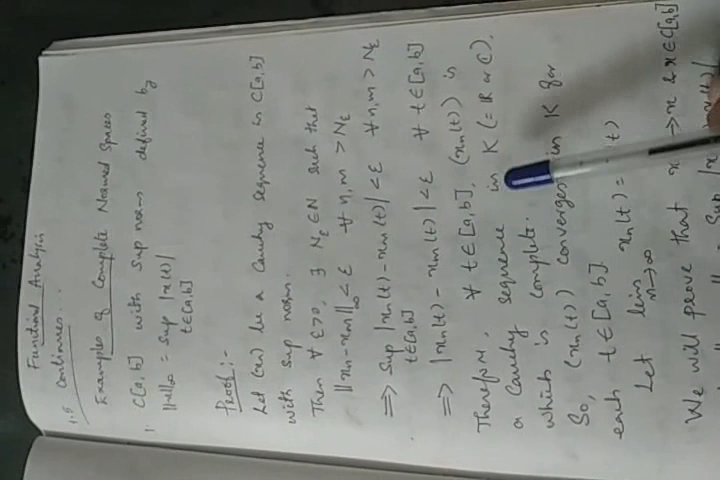 Functional Analysis
1.5 Continues...
Examples of Complete Normed Spaces
1. C[a,b] with sup norm defined by
||x||∞ = sup |x(t)|
t∈[a,b]
Proof:-
Let (xn) be a Cauchy sequence in C[a,b]
with sup norm.
Then ∀ ε>0, ∃ Nε∈N such that
||xn-xm||∞ < ε ∀ n,m > Nε
⇒ sup |xn(t)-xm(t)| < ε ∀ n,m > Nε
t∈[a,b]
⇒ |xn(t)-xm(t)| < ε ∀ t∈[a,b]
Therefore, ∀ t∈[a,b], (xn(t)) is
a Cauchy sequence in K (= R or C).
which is complete.
So, (xn(t)) converges in K for
each t∈[a,b].
Let lim xn(t) =
n→∞
We will prove that → x & x∈C[a,b]
Sup